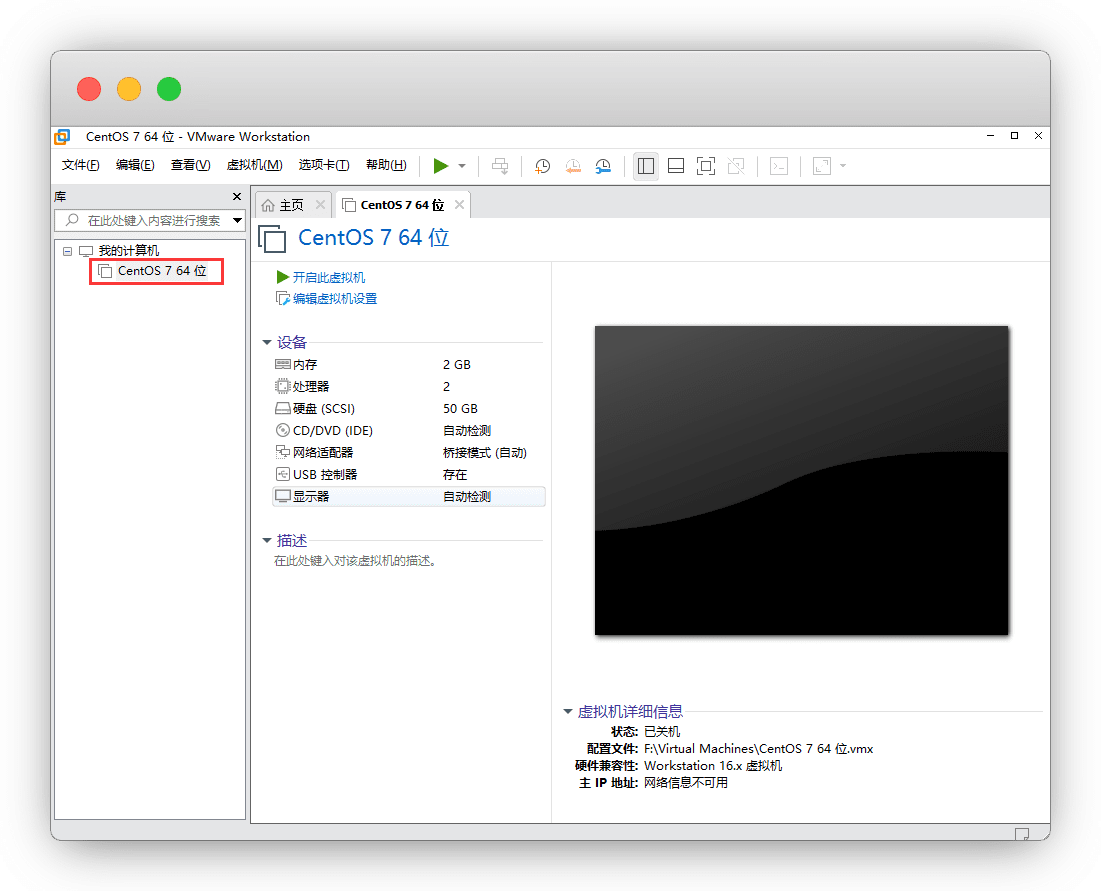 CentOS 7 64 位 - VMware Workstation
文件(F) 编辑(E) 查看(V) 虚拟机(M) 选项卡(T) 帮助(H)
库
在此处键入内容进行搜索
我的计算机
CentOS 7 64 位
主页
CentOS 7 64 位
CentOS 7 64 位
开启此虚拟机
编辑虚拟机设置
设备
内存 2 GB
处理器 2
硬盘 (SCSI) 50 GB
CD/DVD (IDE) 自动检测
网络适配器 桥接模式 (自动)
USB 控制器 存在
显示器 自动检测
描述
在此处键入对该虚拟机的描述。
虚拟机详细信息
状态: 已关机
配置文件: F:\Virtual Machines\CentOS 7 64 位.vmx
硬件兼容性: Workstation 16.x 虚拟机
主 IP 地址: 网络信息不可用